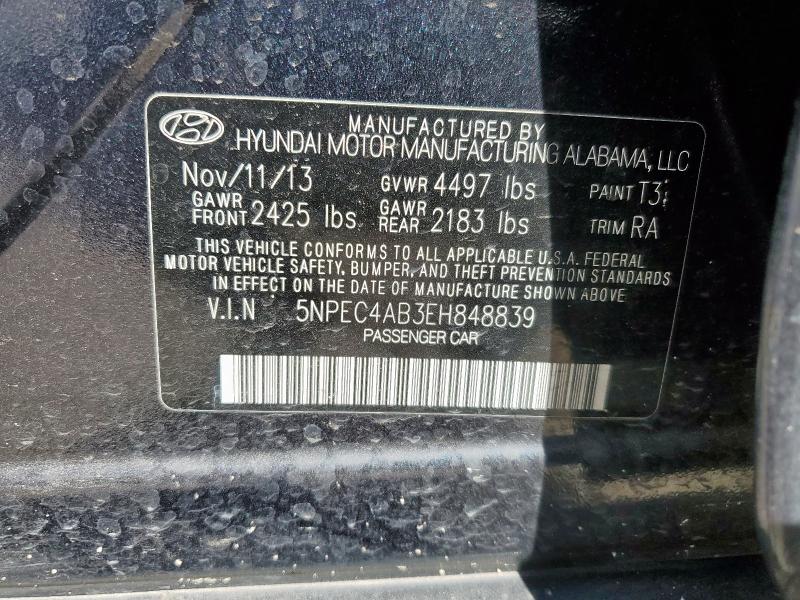 MANUFACTURED BY
HYUNDAI MOTOR MANUFACTURING ALABAMA, LLC
Nov/11/13 GVWR 4497 lbs PAINT
GAWR FRONT 2425 lbs GAWR REAR 2183 lbs TRIM RA
THIS VEHICLE CONFORMS TO ALL APPLICABLE U.S.A. FEDERAL
MOTOR VEHICLE SAFETY, BUMPER, AND THEFT PREVENTION STANDARDS
IN EFFECT ON THE DATE OF MANUFACTURE SHOWN ABOVE
V.I.N 5NPEC4AB3EH848839
PASSENGER CAR